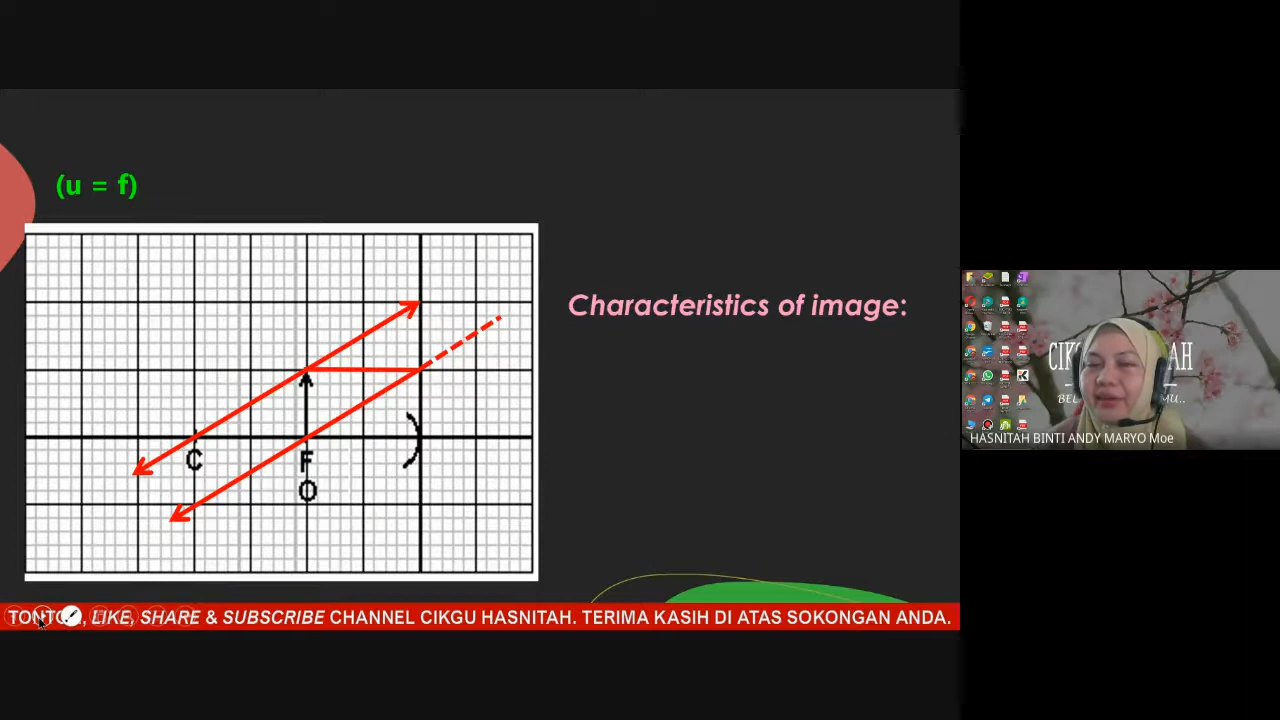 (u = f)
Characteristics of image:
C
F
O
HASNITAH BINTI ANDY MARYO Moe
LIKE, SHARE & SUBSCRIBE CHANNEL CIKGU HASNITAH. TERIMA KASIH DI ATAS SOKONGAN ANDA.